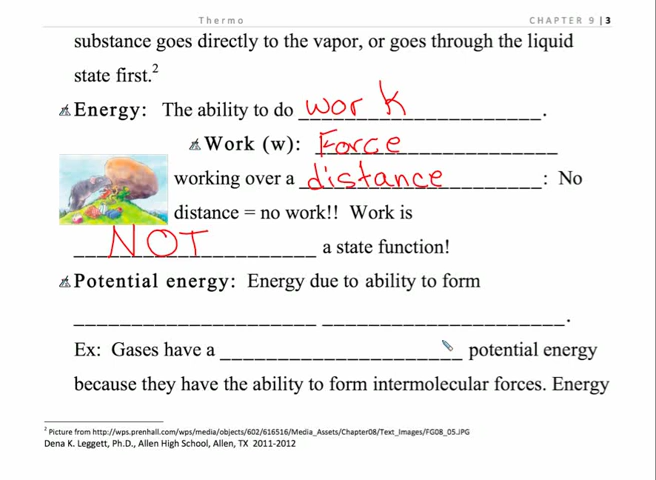 Thermo CHAPTER 9 | 3
substance goes directly to the vapor, or goes through the liquid
state first.2
Energy: The ability to do work.
Work (w): Force
working over a distance: No
distance = no work!! Work is
NOT a state function!
Potential energy: Energy due to ability to form
____________________ ____________________.
Ex: Gases have a ____________________ potential energy
because they have the ability to form intermolecular forces. Energy
2 Picture from http://wps.prenhall.com/wps/media/objects/602/616516/Media_Assets/Chapter08/Text_Images/FG08_05.JPG
Dena K. Leggett, Ph.D., Allen High School, Allen, TX 2011-2012